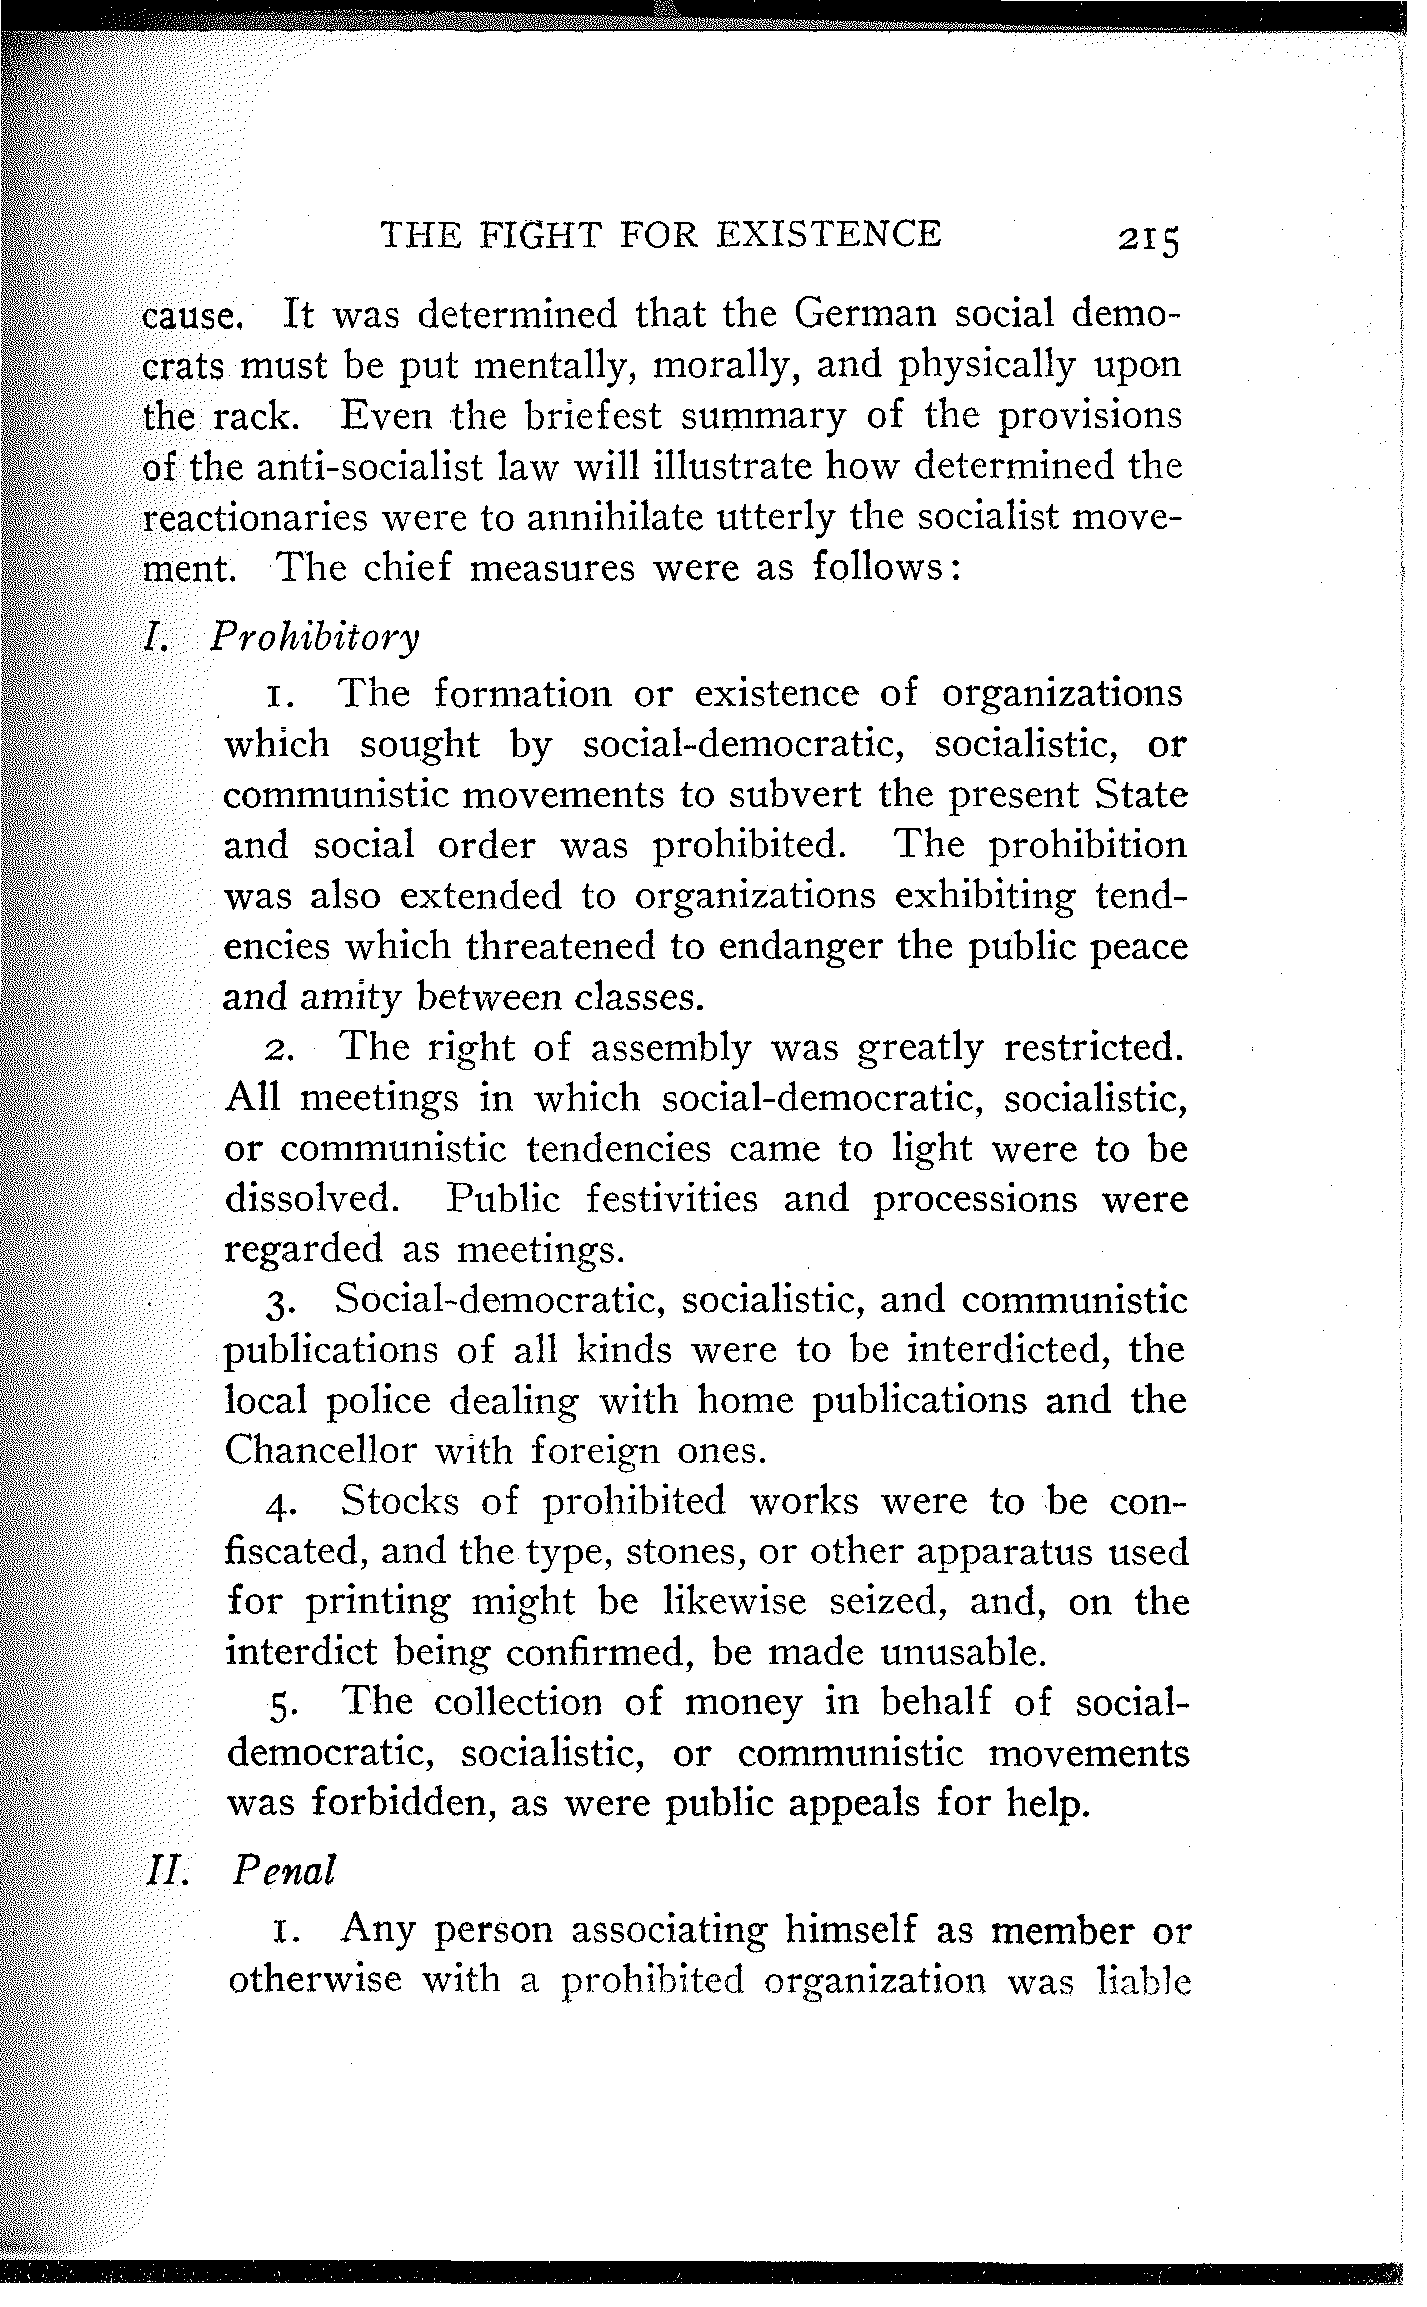 THE FIGHT FOR EXISTENCE 215
cause. It was determined that the German social demo-
crats must be put mentally, morally, and physically upon
the rack. Even the briefest summary of the provisions
of the anti-socialist law will illustrate how determined the
reactionaries were to annihilate utterly the socialist move-
ment. The chief measures were as follows:
I. Prohibitory
1. The formation or existence of organizations
which sought by social-democratic, socialistic, or
communistic movements to subvert the present State
and social order was prohibited. The prohibition
was also extended to organizations exhibiting tend-
encies which threatened to endanger the public peace
and amity between classes.
2. The right of assembly was greatly restricted.
All meetings in which social-democratic, socialistic,
or communistic tendencies came to light were to be
dissolved. Public festivities and processions were
regarded as meetings.
3. Social-democratic, socialistic, and communistic
publications of all kinds were to be interdicted, the
local police dealing with home publications and the
Chancellor with foreign ones.
4. Stocks of prohibited works were to be con-
fiscated, and the type, stones, or other apparatus used
for printing might be likewise seized, and, on the
interdict being confirmed, be made unusable.
5. The collection of money in behalf of social-
democratic, socialistic, or communistic movements
was forbidden, as were public appeals for help.
II. Penal
1. Any person associating himself as member or
otherwise with a prohibited organization was liable